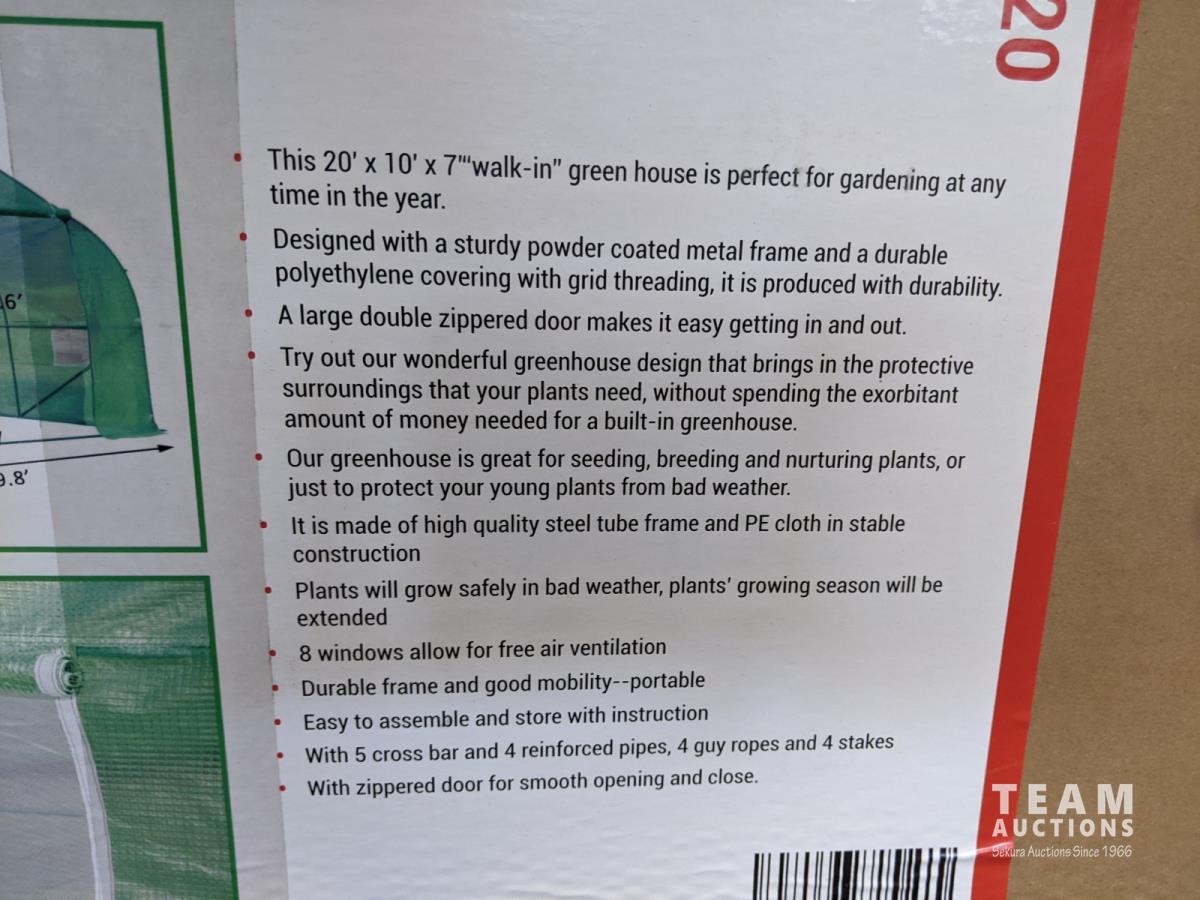 20
This 20' x 10' x 7"'walk-in" green house is perfect for gardening at any
time in the year.
Designed with a sturdy powder coated metal frame and a durable
polyethylene covering with grid threading, it is produced with durability.
A large double zippered door makes it easy getting in and out.
Try out our wonderful greenhouse design that brings in the protective
surroundings that your plants need, without spending the exorbitant
amount of money needed for a built-in greenhouse.
Our greenhouse is great for seeding, breeding and nurturing plants, or
just to protect your young plants from bad weather.
It is made of high quality steel tube frame and PE cloth in stable
construction
Plants will grow safely in bad weather, plants' growing season will be
extended
8 windows allow for free air ventilation
Durable frame and good mobility--portable
Easy to assemble and store with instruction
With 5 cross bar and 4 reinforced pipes, 4 guy ropes and 4 stakes
With zippered door for smooth opening and close.
6'
9.8'
TEAM
AUCTIONS
Sekura Auctions Since 1966